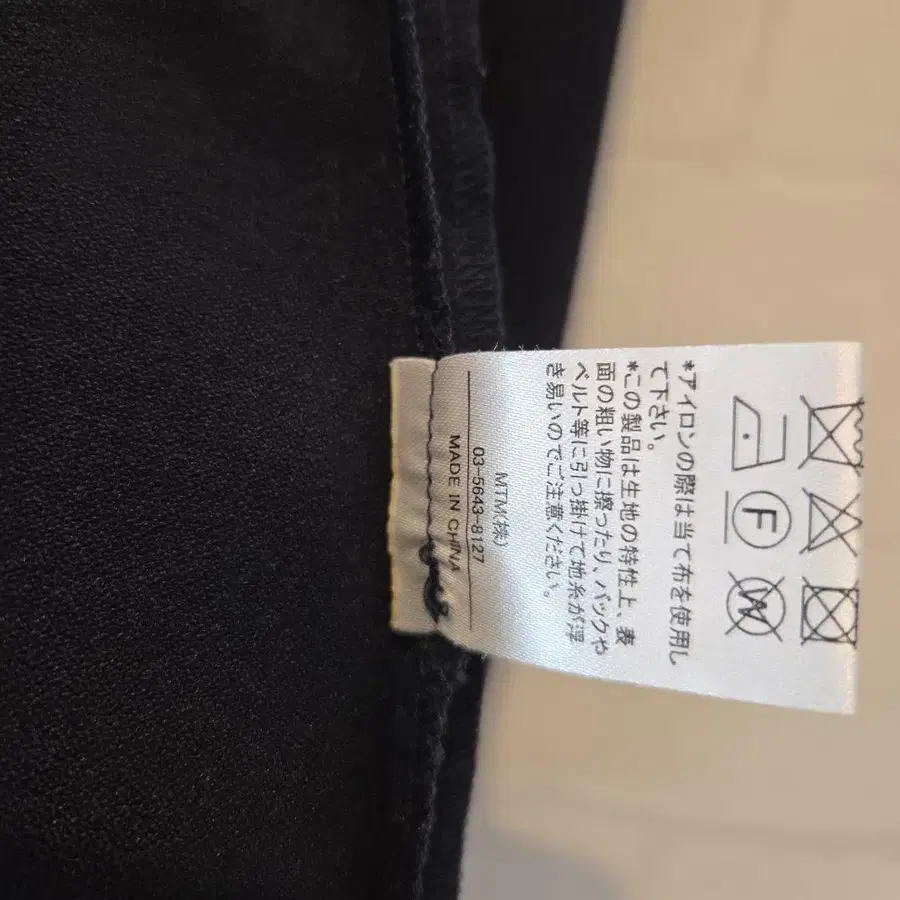 F
W
*アイロンの際は当て布を使用し
て下さい。
*この製品は生地の特性上、表
面の粗い物に擦ったり、バックや
ベルト等に引っ掛けて地糸が浮
き易いのでご注意ください。
MTM(株)
03-5643-8127
MADE IN CHINA